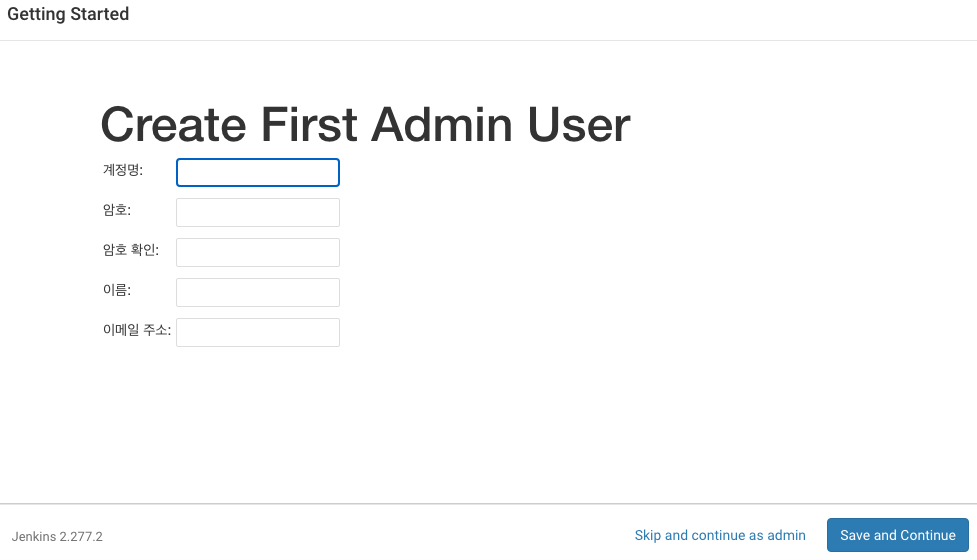 Getting Started
Create First Admin User
계정명:
암호:
암호 확인:
이름:
이메일 주소:
Jenkins 2.277.2
Skip and continue as admin
Save and Continue